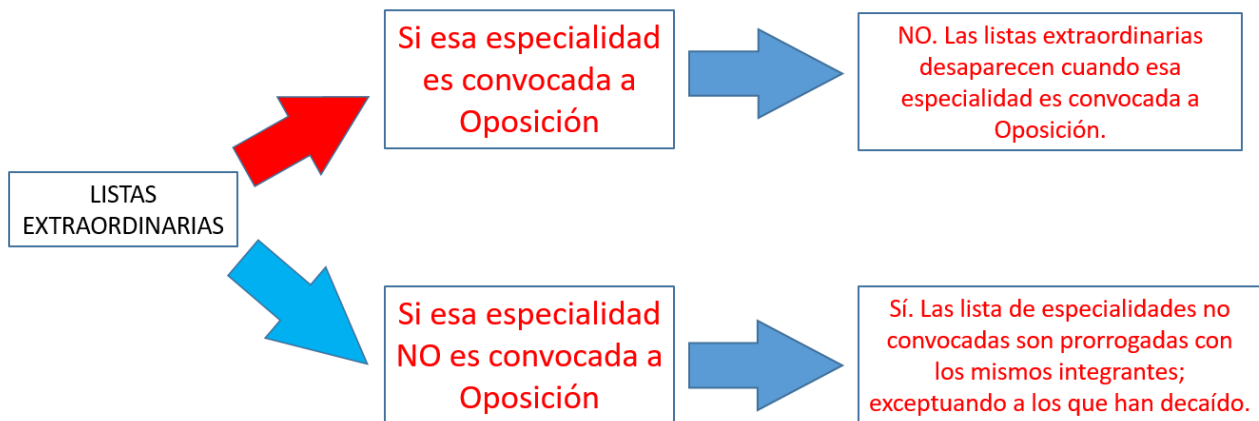 LISTAS
EXTRAORDINARIAS
Si esa especialidad
es convocada a
Oposición
NO. Las listas extraordinarias
desaparecen cuando esa
especialidad es convocada a
Oposición.
Si esa especialidad
NO es convocada a
Oposición
Sí. Las lista de especialidades no
convocadas son prorrogadas con
los mismos integrantes;
exceptuando a los que han decaído.